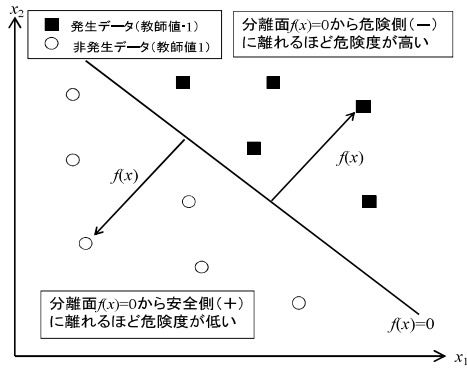 x2
■ 発生データ(教師値-1)
○ 非発生データ(教師値1)
分離面f(x)=0から危険側(－)
に離れるほど危険度が高い
f(x)
f(x)
分離面f(x)=0から安全側(＋)
に離れるほど危険度が低い
f(x)=0
x1